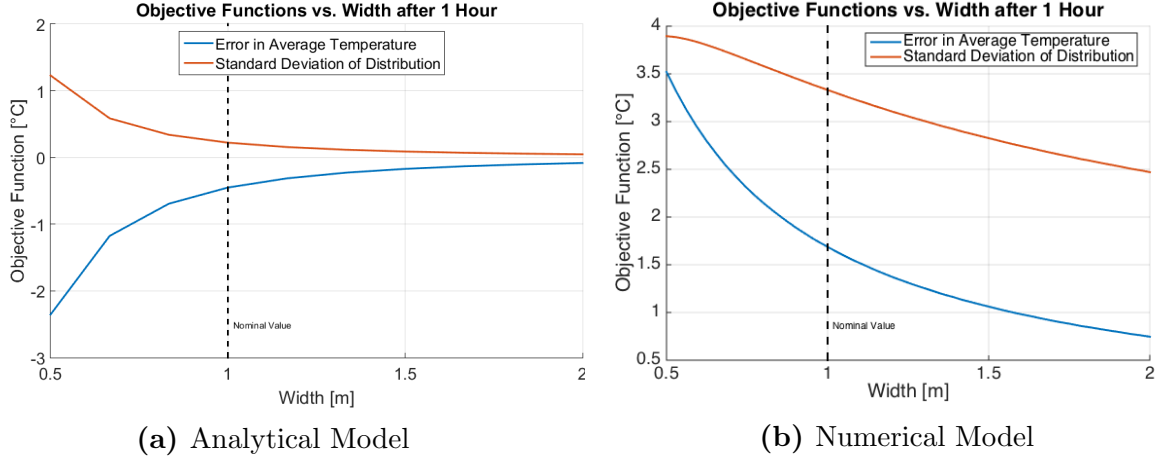 Objective Functions vs. Width after 1 Hour
Error in Average Temperature
Standard Deviation of Distribution
2
1
0
-1
-2
-3
Objective Function [°C]
Nominal Value
0.5
1
1.5
2
Width [m]
(a) Analytical Model
Objective Functions vs. Width after 1 Hour
Error in Average Temperature
Standard Deviation of Distribution
4
3.5
3
2.5
2
1.5
1
0.5
Objective Function [°C]
Nominal Value
0.5
1
1.5
2
Width [m]
(b) Numerical Model